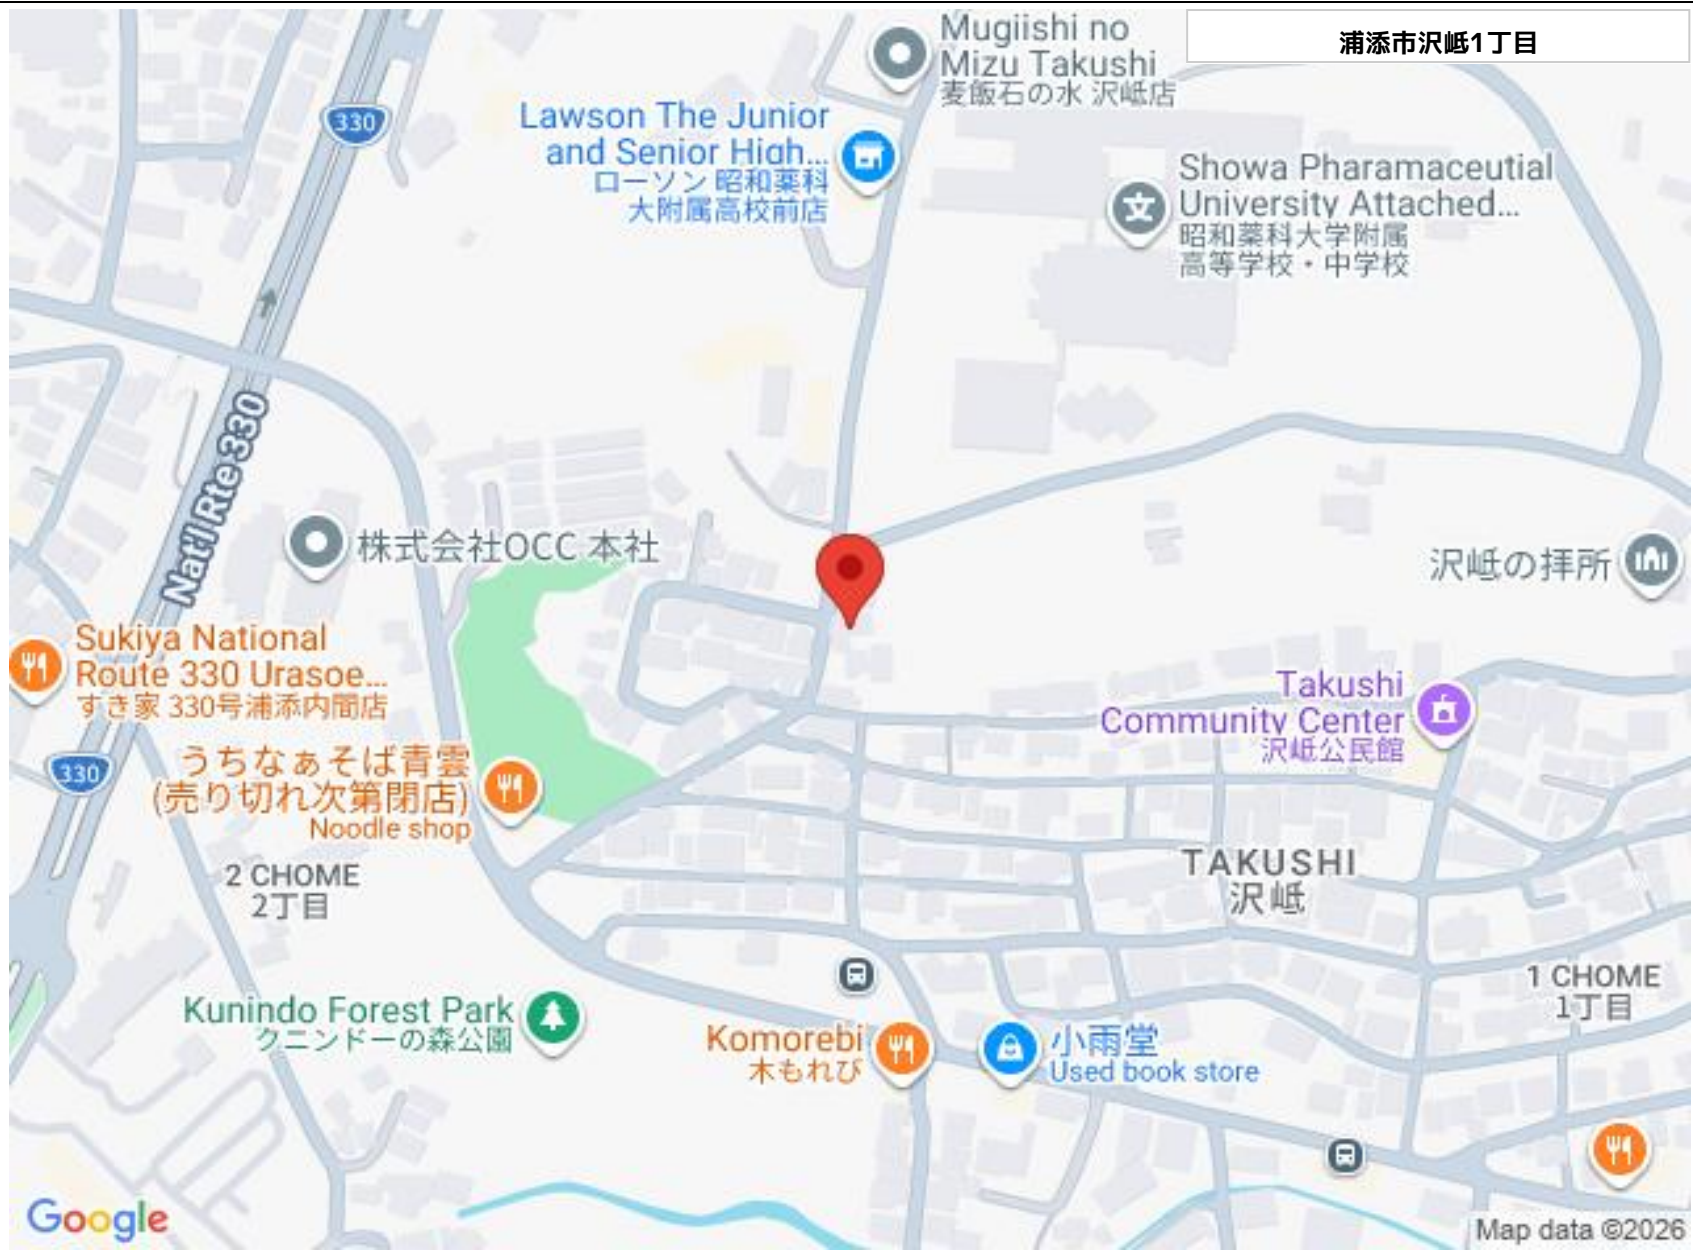 浦添市沢岻1丁目
Mugiishi no
Mizu Takushi
麦飯石の水 沢岻店
330
Lawson The Junior
and Senior High...
ローソン 昭和薬科
大附属高校前店
Showa Pharamaceutial
University Attached...
昭和薬科大学附属
高等学校・中学校
Nat'l Rte 330
株式会社OCC 本社
沢岻の拝所
Sukiya National
Route 330 Urasoe...
すき家 330号浦添内間店
Takushi
Community Center
沢岻公民館
330
うちなぁそば青雲
(売り切れ次第閉店)
Noodle shop
2 CHOME
2丁目
TAKUSHI
沢岻
1 CHOME
1丁目
Kunindo Forest Park
クニンドーの森公園
Komorebi
木もれび
小雨堂
Used book store
Google
Map data ©2026